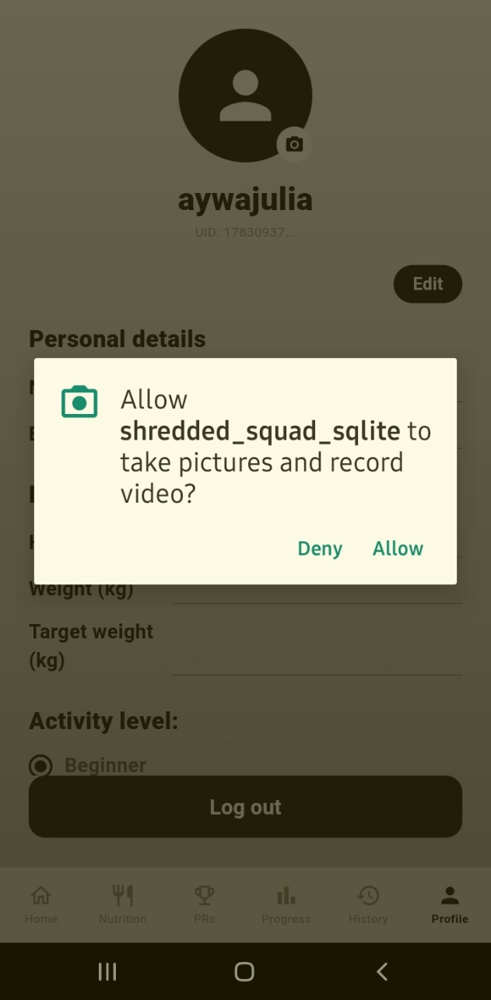 aywajulia
UID: 17830937...
Edit
Personal details
Allow
shredded_squad_sqlite to
take pictures and record
video?
Deny Allow
Weight (kg)
Target weight
(kg)
Activity level:
Beginner
Log out
Home Nutrition PRs Progress History Profile